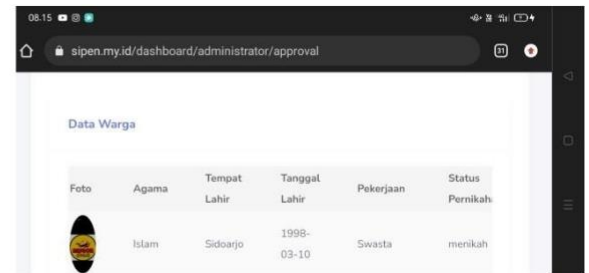 08.15
sipen.my.id/dashboard/administrator/approval
31
Data Warga
Foto Agama Tempat Lahir Tanggal Lahir Pekerjaan Status
Islam Sidoarjo 1998-03-10 Swasta menikah